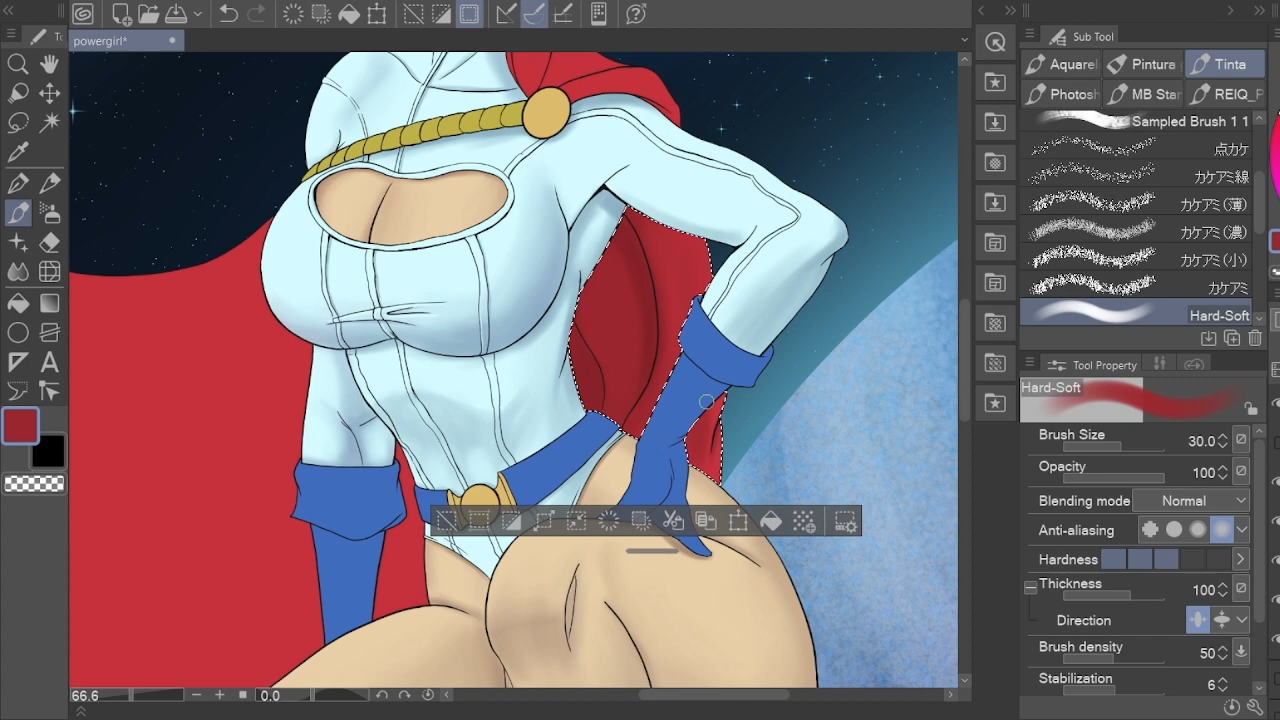 powergirl*
Sub Tool
Aquarel
Pintura
Tinta
Photosh
MB Star
REIQ_P
Sampled Brush 1 1
点カケ
カケアミ線
カケアミ(薄)
カケアミ(濃)
カケアミ(小)
カケアミ
Hard-Soft
Tool Property
Hard-Soft
Brush Size 30.0
Opacity 100
Blending mode Normal
Anti-aliasing
Hardness
Thickness 100
Direction
Brush density 50
Stabilization 6
66.6 0.0